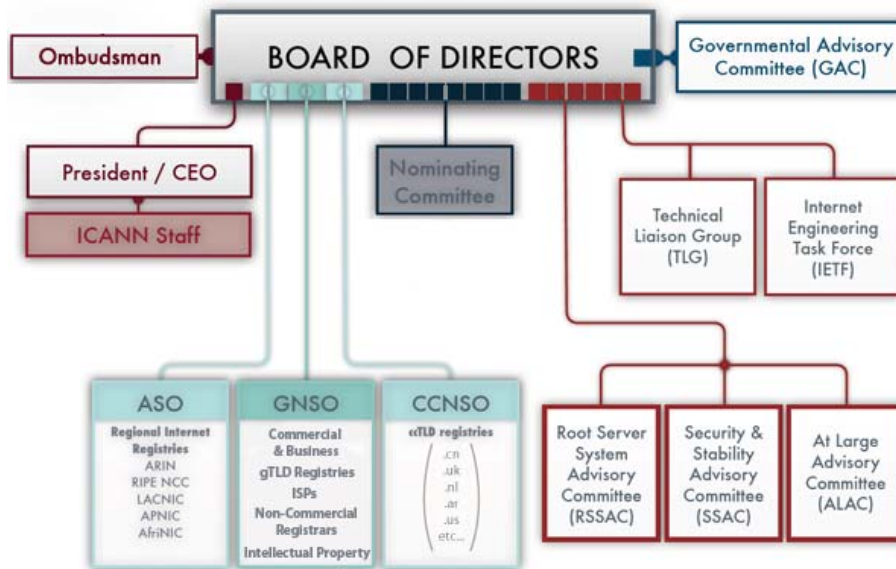 BOARD OF DIRECTORS
Ombudsman
Governmental Advisory
Committee (GAC)
President / CEO
ICANN Staff
Nominating
Committee
Technical
Liaison Group
(TLG)
Internet
Engineering
Task Force
(IETF)
ASO
Regional Internet
Registries
ARIN
RIPE NCC
LACNIC
APNIC
AfriNIC
GNSO
Commercial
& Business
gTLD Registries
ISPs
Non-Commercial
Registrars
Intellectual Property
CCNSO
ccTLD registries
.cn
.uk
.nl
.ar
.us
etc...
Root Server
System
Advisory
Committee
(RSSAC)
Security &
Stability
Advisory
Committee
(SSAC)
At Large
Advisory
Committee
(ALAC)